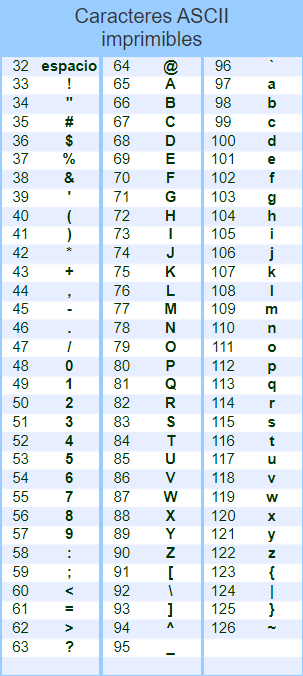 Caracteres ASCII
imprimibles
32 espacio 64 @ 96 `
33 ! 65 A 97 a
34 " 66 B 98 b
35 # 67 C 99 c
36 $ 68 D 100 d
37 % 69 E 101 e
38 & 70 F 102 f
39 ' 71 G 103 g
40 ( 72 H 104 h
41 ) 73 I 105 i
42 * 74 J 106 j
43 + 75 K 107 k
44 , 76 L 108 l
45 - 77 M 109 m
46 . 78 N 110 n
47 / 79 O 111 o
48 0 80 P 112 p
49 1 81 Q 113 q
50 2 82 R 114 r
51 3 83 S 115 s
52 4 84 T 116 t
53 5 85 U 117 u
54 6 86 V 118 v
55 7 87 W 119 w
56 8 88 X 120 x
57 9 89 Y 121 y
58 : 90 Z 122 z
59 ; 91 [ 123 {
60 < 92 \ 124 |
61 = 93 ] 125 }
62 > 94 ^ 126 ~
63 ? 95 _